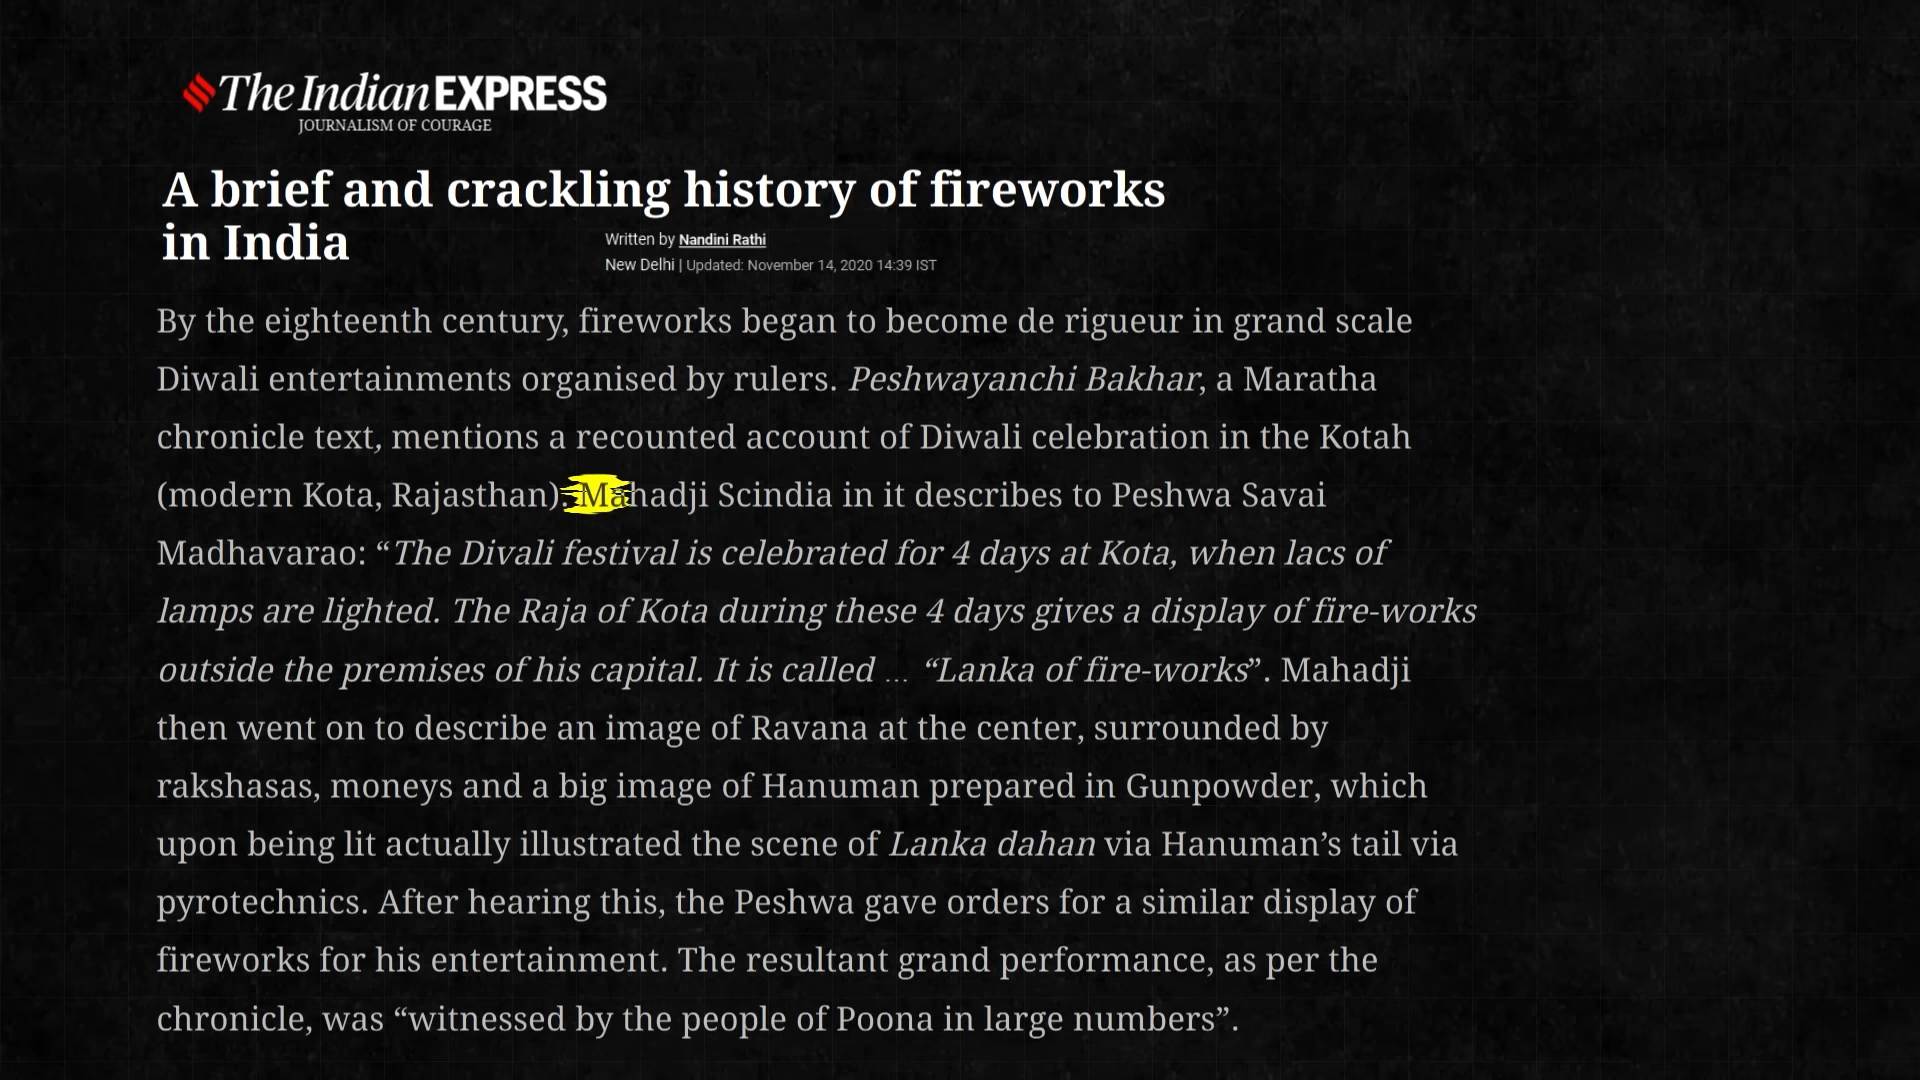 The Indian EXPRESS
JOURNALISM OF COURAGE
A brief and crackling history of fireworks
in India
Written by Nandini Rathi
New Delhi | Updated: November 14, 2020 14:39 IST
By the eighteenth century, fireworks began to become de rigueur in grand scale
Diwali entertainments organised by rulers. Peshwayanchi Bakhar, a Maratha
chronicle text, mentions a recounted account of Diwali celebration in the Kotah
(modern Kota, Rajasthan). Mahadji Scindia in it describes to Peshwa Savai
Madhavarao: “The Divali festival is celebrated for 4 days at Kota, when lacs of
lamps are lighted. The Raja of Kota during these 4 days gives a display of fire-works
outside the premises of his capital. It is called … “Lanka of fire-works”. Mahadji
then went on to describe an image of Ravana at the center, surrounded by
rakshasas, moneys and a big image of Hanuman prepared in Gunpowder, which
upon being lit actually illustrated the scene of Lanka dahan via Hanuman’s tail via
pyrotechnics. After hearing this, the Peshwa gave orders for a similar display of
fireworks for his entertainment. The resultant grand performance, as per the
chronicle, was “witnessed by the people of Poona in large numbers”.